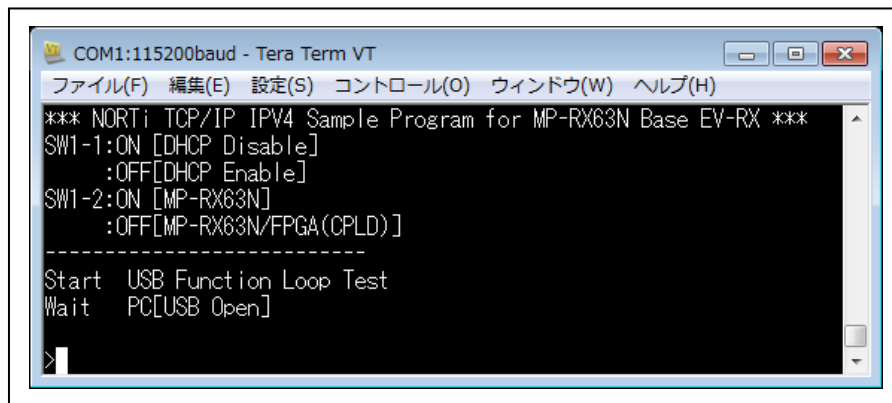 COM1:115200baud - Tera Term VT
ファイル(F) 編集(E) 設定(S) コントロール(O) ウィンドウ(W) ヘルプ(H)
*** NORTi TCP/IP IPV4 Sample Program for MP-RX63N Base EV-RX ***
SW1-1:ON [DHCP Disable]
     :OFF[DHCP Enable]
SW1-2:ON [MP-RX63N]
     :OFF[MP-RX63N/FPGA(CPLD)]
---------------------------
Start  USB Function Loop Test
Wait   PC[USB Open]
>